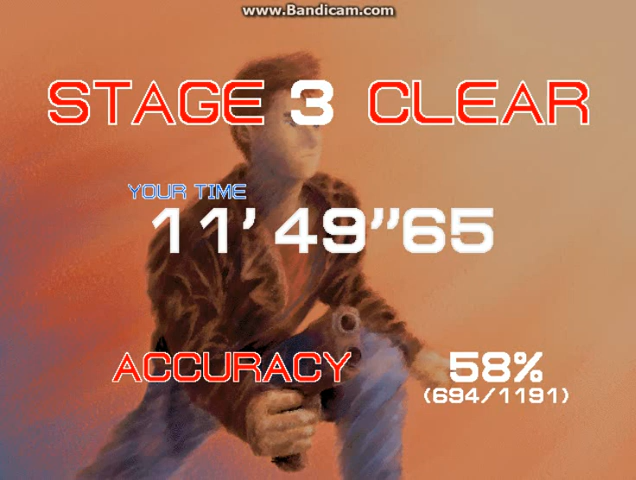 www.Bandicam.com
STAGE 3 CLEAR
YOUR TIME
11'49"65
ACCURACY 58%
(694/1191)